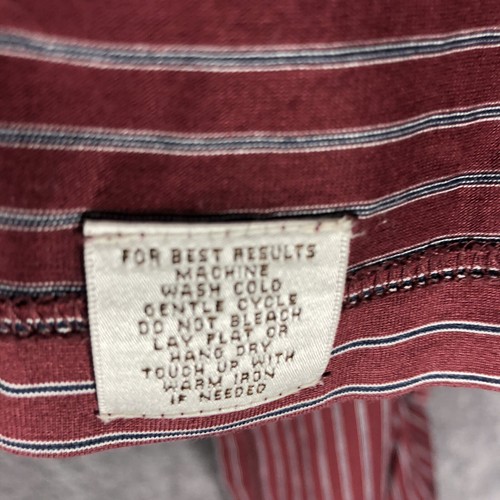 FOR BEST RESULTS
MACHINE
WASH COLD
GENTLE CYCLE
DO NOT BLEACH
LAY FLAT OR
HANG DRY
TOUCH UP WITH
WARM IRON
IF NEEDED